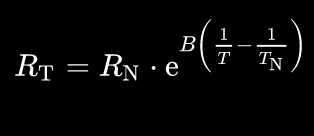 R_T = R_N · e^{B(1/T − 1/T_N)}